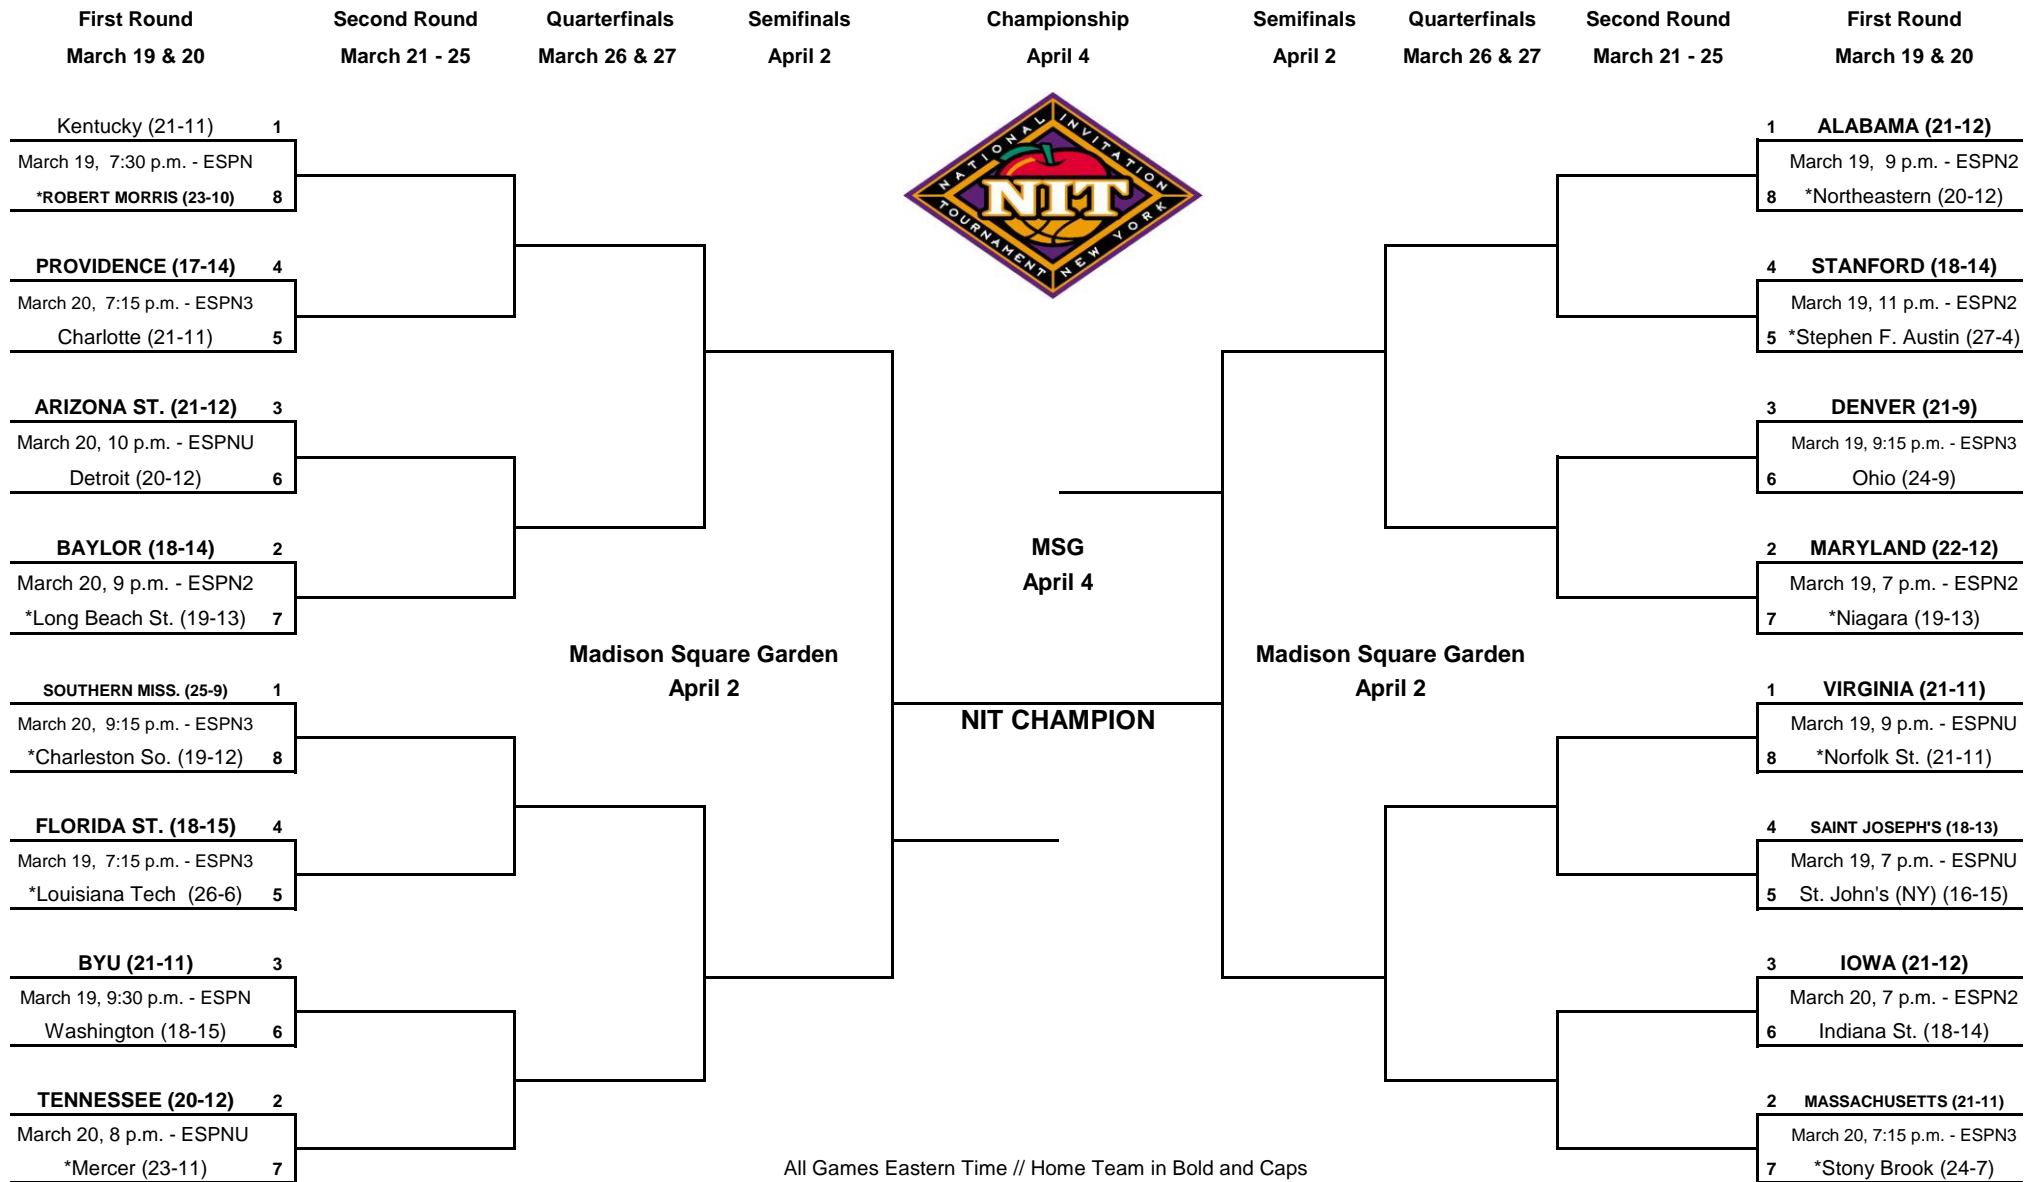 First Round Second Round Quarterfinals Semifinals Championship Semifinals Quarterfinals Second Round First Round
March 19 & 20 March 21 - 25 March 26 & 27 April 2 April 4 April 2 March 26 & 27 March 21 - 25 March 19 & 20
NATIONAL INVITATION
NIT
TOURNAMENT NEW YORK
Kentucky (21-11) 1
March 19, 7:30 p.m. - ESPN
*ROBERT MORRIS (23-10) 8
PROVIDENCE (17-14) 4
March 20, 7:15 p.m. - ESPN3
Charlotte (21-11) 5
ARIZONA ST. (21-12) 3
March 20, 10 p.m. - ESPNU
Detroit (20-12) 6
BAYLOR (18-14) 2
March 20, 9 p.m. - ESPN2
*Long Beach St. (19-13) 7
SOUTHERN MISS. (25-9) 1
March 20, 9:15 p.m. - ESPN3
*Charleston So. (19-12) 8
FLORIDA ST. (18-15) 4
March 19, 7:15 p.m. - ESPN3
*Louisiana Tech (26-6) 5
BYU (21-11) 3
March 19, 9:30 p.m. - ESPN
Washington (18-15) 6
TENNESSEE (20-12) 2
March 20, 8 p.m. - ESPNU
*Mercer (23-11) 7
Madison Square Garden
April 2
MSG
April 4
NIT CHAMPION
Madison Square Garden
April 2
1 ALABAMA (21-12)
March 19, 9 p.m. - ESPN2
8 *Northeastern (20-12)
4 STANFORD (18-14)
March 19, 11 p.m. - ESPN2
5 *Stephen F. Austin (27-4)
3 DENVER (21-9)
March 19, 9:15 p.m. - ESPN3
6 Ohio (24-9)
2 MARYLAND (22-12)
March 19, 7 p.m. - ESPN2
7 *Niagara (19-13)
1 VIRGINIA (21-11)
March 19, 9 p.m. - ESPNU
8 *Norfolk St. (21-11)
4 SAINT JOSEPH'S (18-13)
March 19, 7 p.m. - ESPNU
5 St. John's (NY) (16-15)
3 IOWA (21-12)
March 20, 7 p.m. - ESPN2
6 Indiana St. (18-14)
2 MASSACHUSETTS (21-11)
March 20, 7:15 p.m. - ESPN3
7 *Stony Brook (24-7)
All Games Eastern Time // Home Team in Bold and Caps